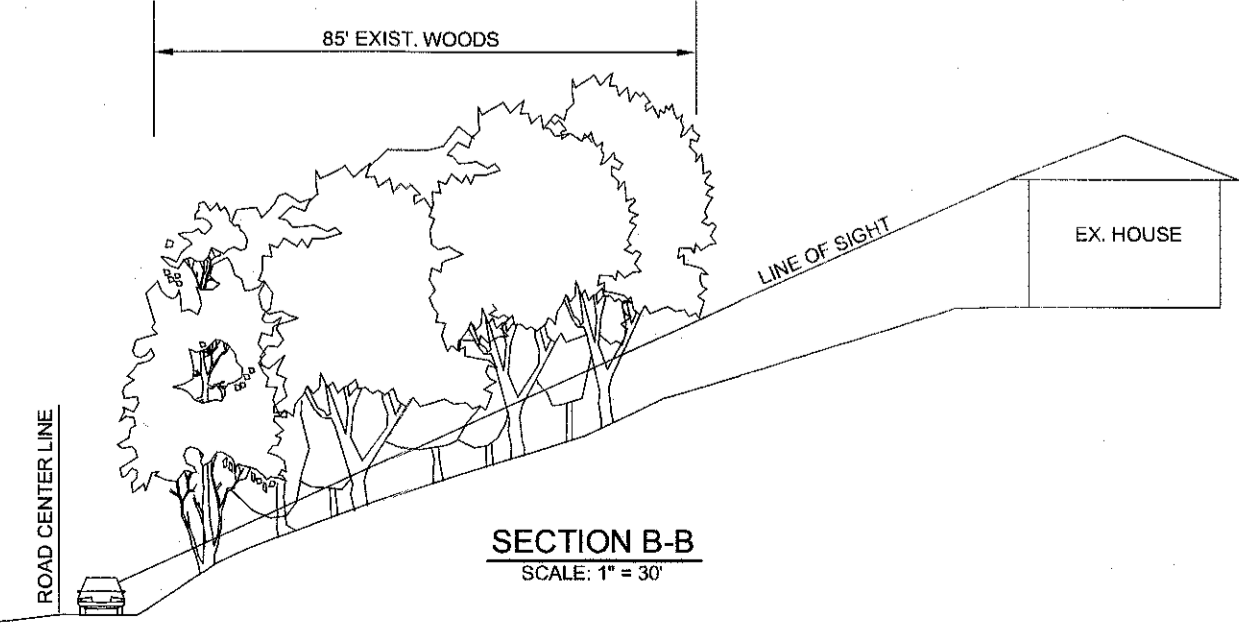 85' EXIST. WOODS
LINE OF SIGHT
EX. HOUSE
ROAD CENTER LINE
SECTION B-B
SCALE: 1" = 30'